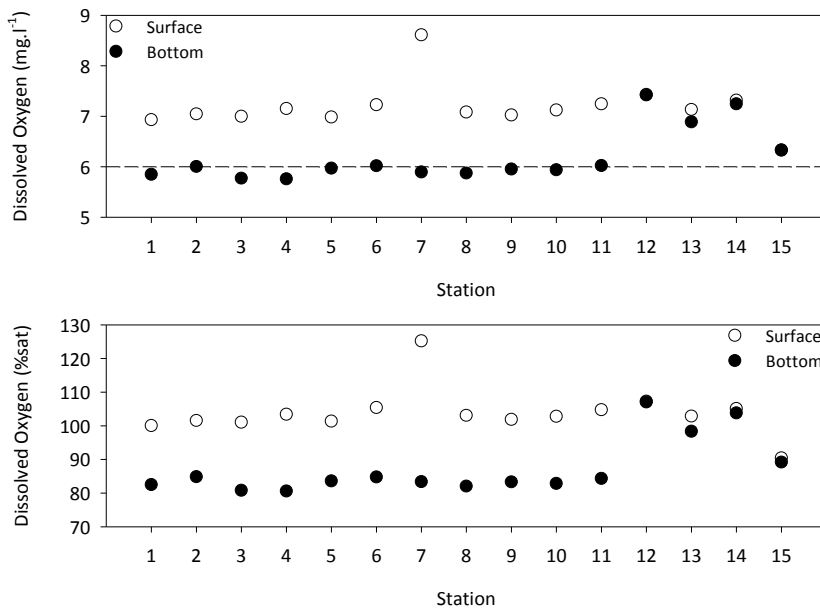 Dissolved Oxygen (mg.l⁻¹)
9
8
7
6
5
Surface
Bottom
1 2 3 4 5 6 7 8 9 10 11 12 13 14 15
Station
Dissolved Oxygen (%sat)
130
120
110
100
90
80
70
Surface
Bottom
1 2 3 4 5 6 7 8 9 10 11 12 13 14 15
Station